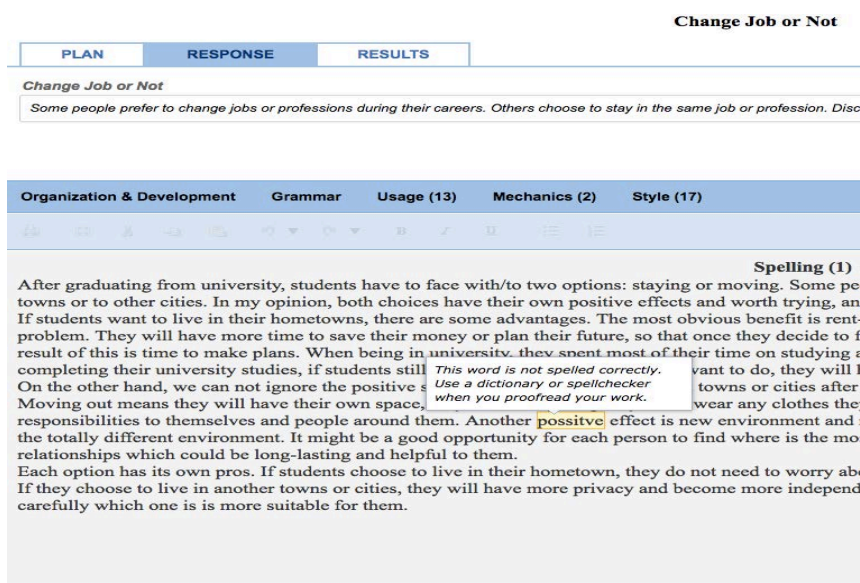 Change Job or Not
PLAN RESPONSE RESULTS
Change Job or Not
Some people prefer to change jobs or professions during their careers. Others choose to stay in the same job or profession. Disc
Organization & Development Grammar Usage (13) Mechanics (2) Style (17)
Spelling (1)
After graduating from university, students have to face with/to two options: staying or moving. Some pe
towns or to other cities. In my opinion, both choices have their own positive effects and worth trying, an
If students want to live in their hometowns, there are some advantages. The most obvious benefit is rent-
problem. They will have more time to save their money or plan their future, so that once they decide to f
result of this is time to make plans. When being in university, they spent most of their time on studying a
completing their university studies, if students still want to do, they will h
This word is not spelled correctly.
Use a dictionary or spellchecker
when you proofread your work.
On the other hand, we can not ignore the positive s towns or cities after
Moving out means they will have their own space, wear any clothes they
responsibilities to themselves and people around them. Another possitve effect is new environment and
the totally different environment. It might be a good opportunity for each person to find where is the mo
relationships which could be long-lasting and helpful to them.
Each option has its own pros. If students choose to live in their hometown, they do not need to worry abo
If they choose to live in another towns or cities, they will have more privacy and become more independ
carefully which one is is more suitable for them.